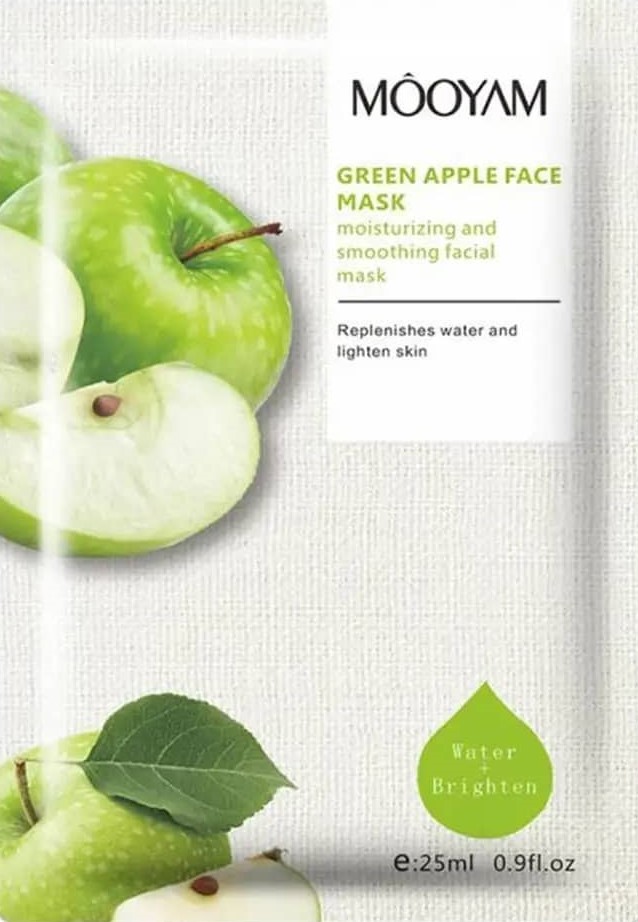 MÔOYAM
GREEN APPLE FACE
MASK
moisturizing and
smoothing facial
mask
Replenishes water and
lighten skin
Water
+
Brighten
e:25ml 0.9fl.oz